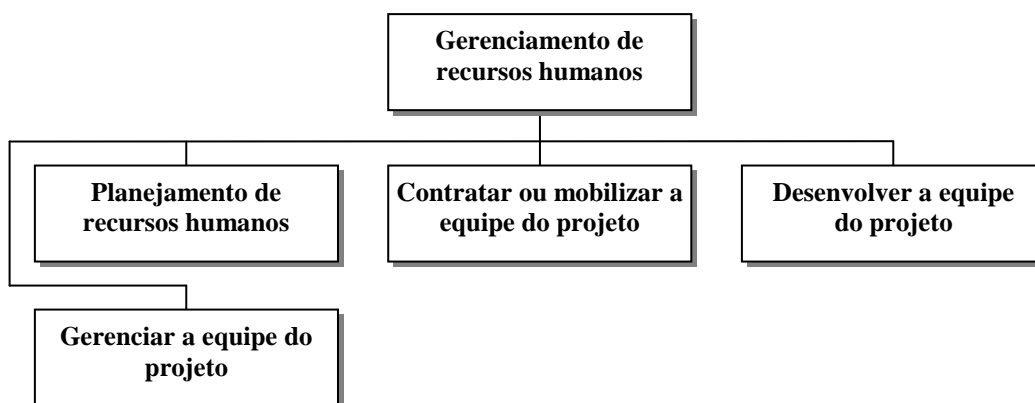 Gerenciamento de
recursos humanos
Planejamento de
recursos humanos
Contratar ou mobilizar a
equipe do projeto
Desenvolver a equipe
do projeto
Gerenciar a equipe do
projeto